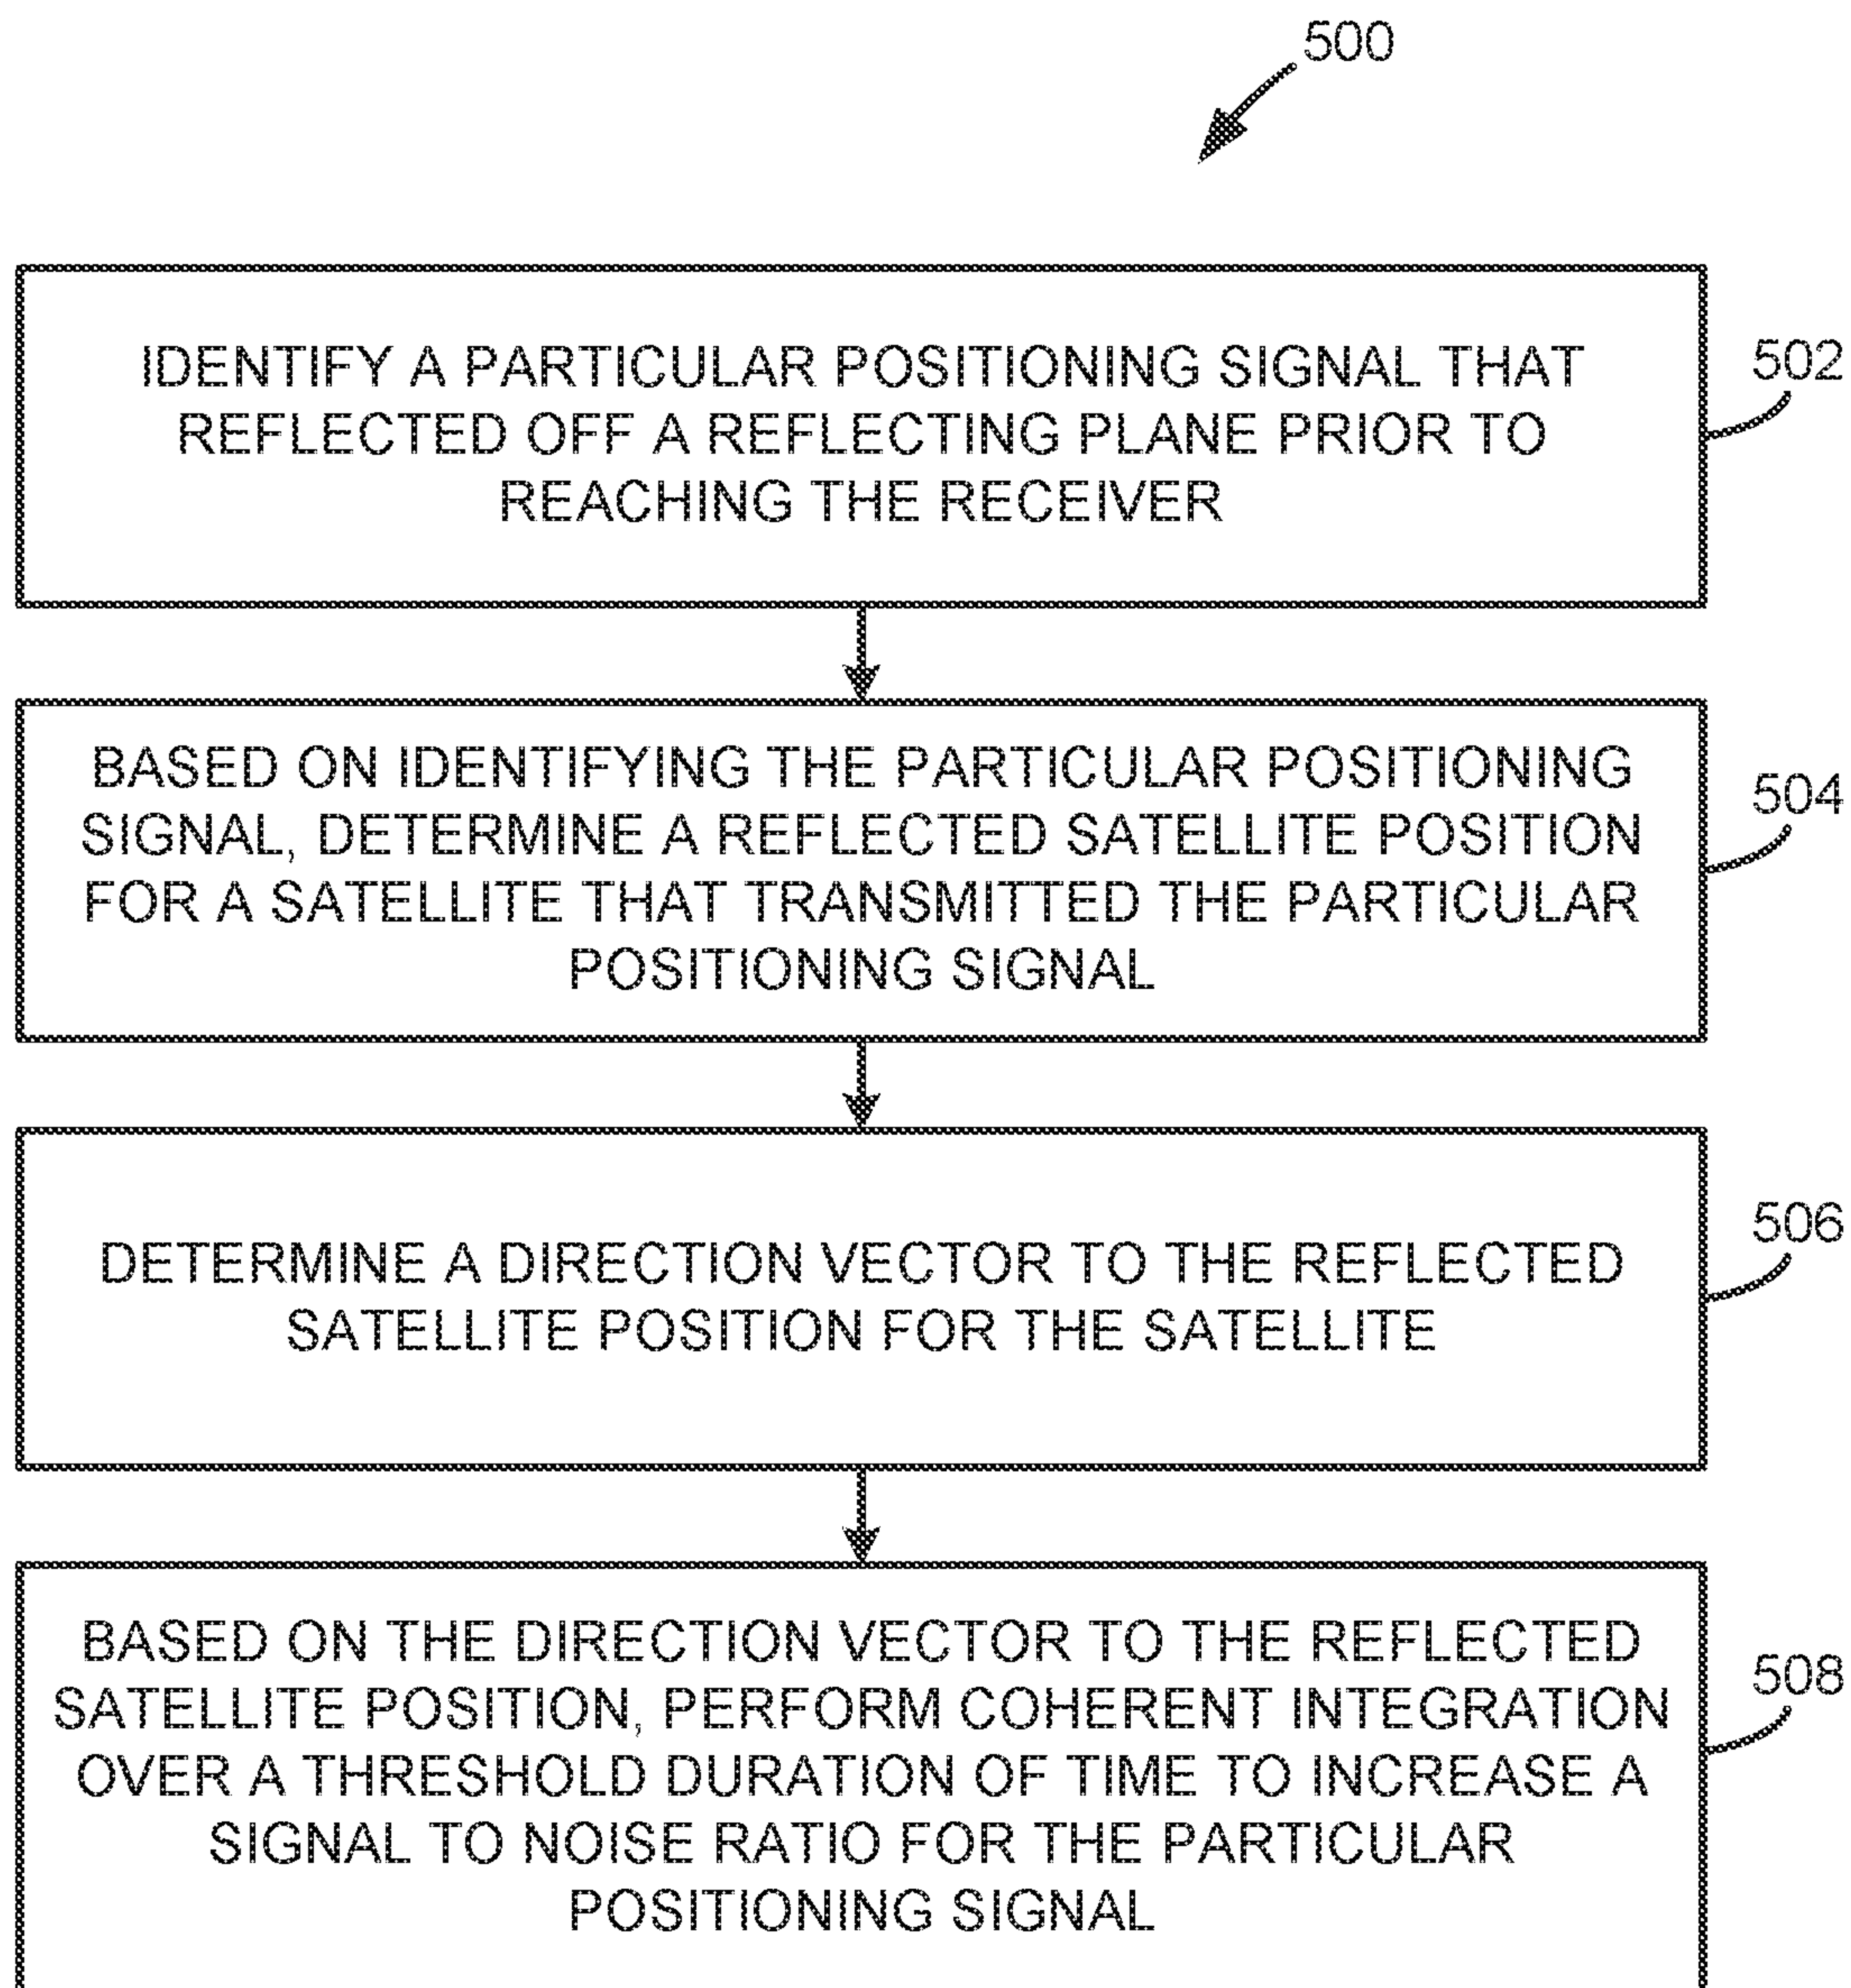 500
IDENTIFY A PARTICULAR POSITIONING SIGNAL THAT
REFLECTED OFF A REFLECTING PLANE PRIOR TO
REACHING THE RECEIVER
502
BASED ON IDENTIFYING THE PARTICULAR POSITIONING
SIGNAL, DETERMINE A REFLECTED SATELLITE POSITION
FOR A SATELLITE THAT TRANSMITTED THE PARTICULAR
POSITIONING SIGNAL
504
DETERMINE A DIRECTION VECTOR TO THE REFLECTED
SATELLITE POSITION FOR THE SATELLITE
506
BASED ON THE DIRECTION VECTOR TO THE REFLECTED
SATELLITE POSITION, PERFORM COHERENT INTEGRATION
OVER A THRESHOLD DURATION OF TIME TO INCREASE A
SIGNAL TO NOISE RATIO FOR THE PARTICULAR
POSITIONING SIGNAL
508